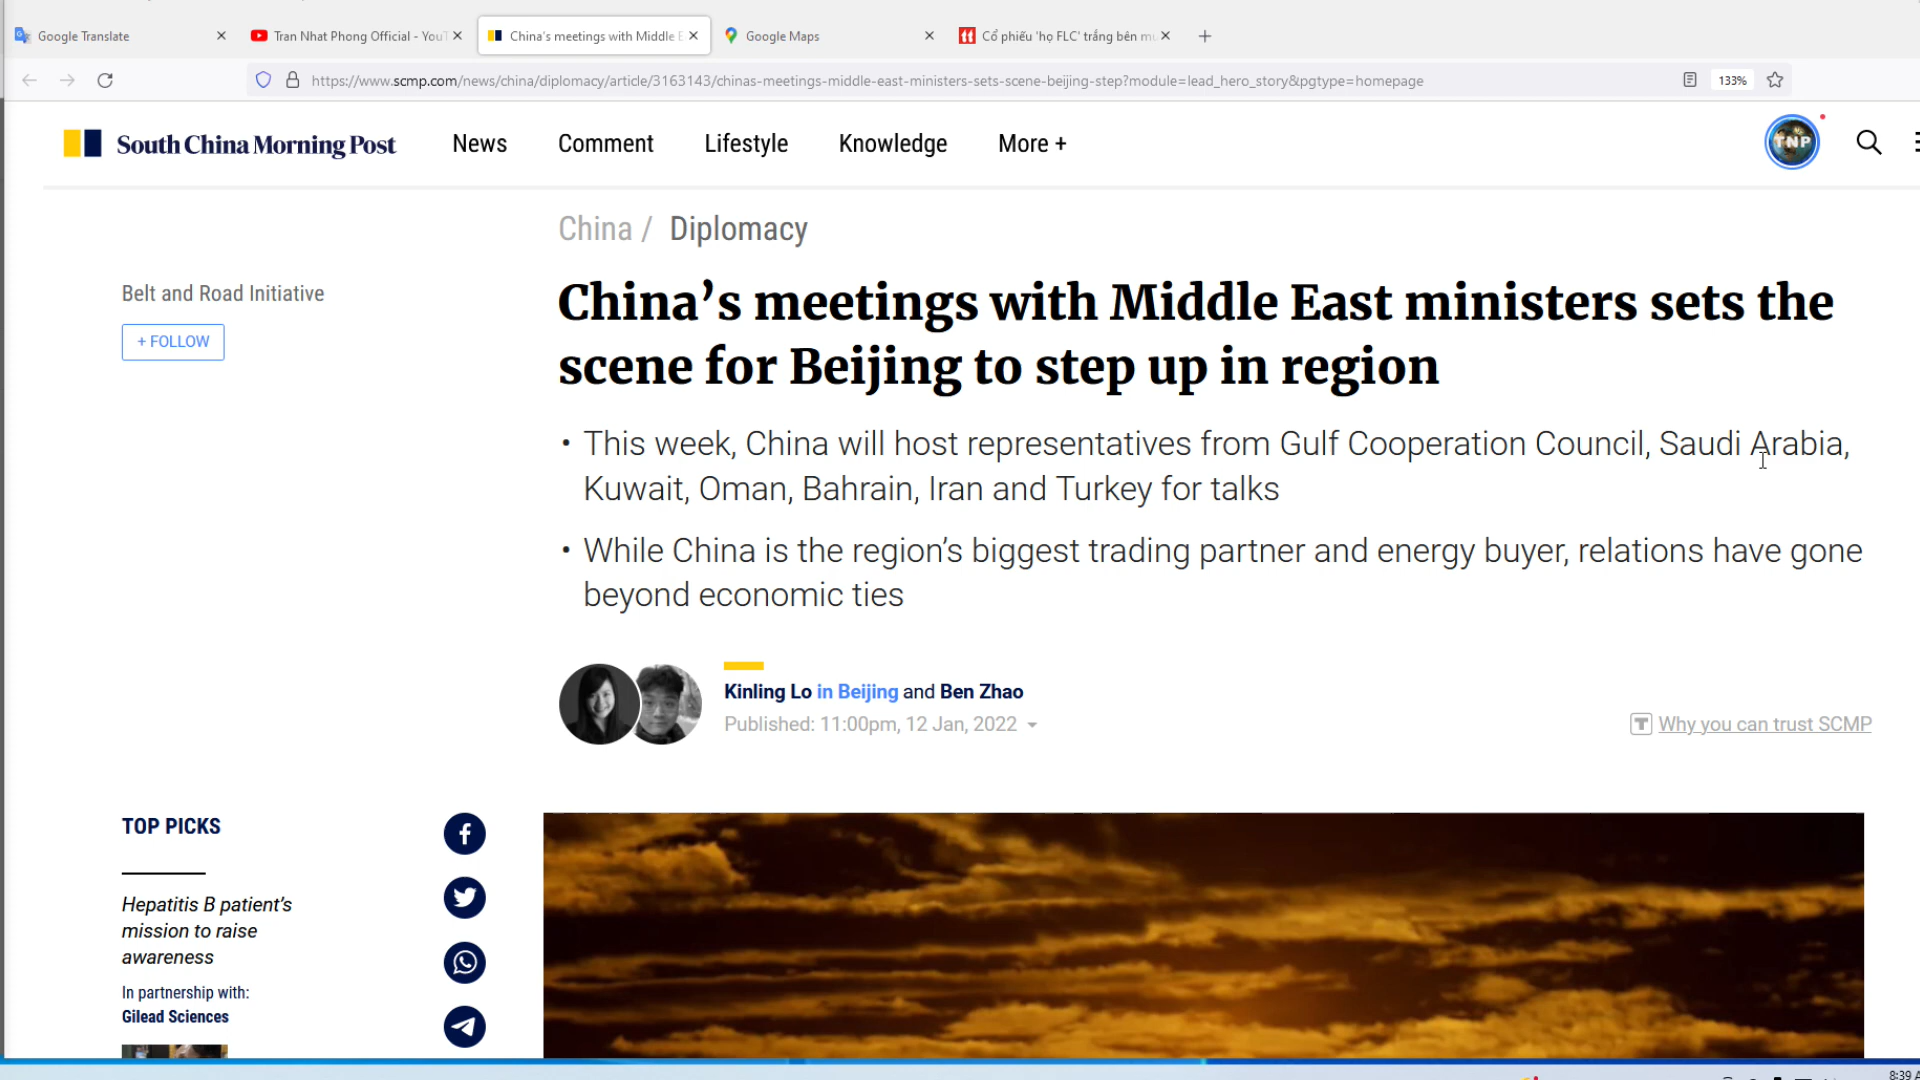 Google Translate
Tran Nhat Phong Official - YouT
China's meetings with Middle E
Google Maps
Cổ phiếu 'họ FLC' trắng bên mu
https://www.scmp.com/news/china/diplomacy/article/3163143/chinas-meetings-middle-east-ministers-sets-scene-beijing-step?module=lead_hero_story&pgtype=homepage
133%
South China Morning Post
News
Comment
Lifestyle
Knowledge
More +
TNP
China / Diplomacy
Belt and Road Initiative
+ FOLLOW
China's meetings with Middle East ministers sets the
scene for Beijing to step up in region
• This week, China will host representatives from Gulf Cooperation Council, Saudi Arabia,
Kuwait, Oman, Bahrain, Iran and Turkey for talks
• While China is the region's biggest trading partner and energy buyer, relations have gone
beyond economic ties
Kinling Lo in Beijing and Ben Zhao
Published: 11:00pm, 12 Jan, 2022
T Why you can trust SCMP
TOP PICKS
Hepatitis B patient's
mission to raise
awareness
In partnership with:
Gilead Sciences
8:39 A